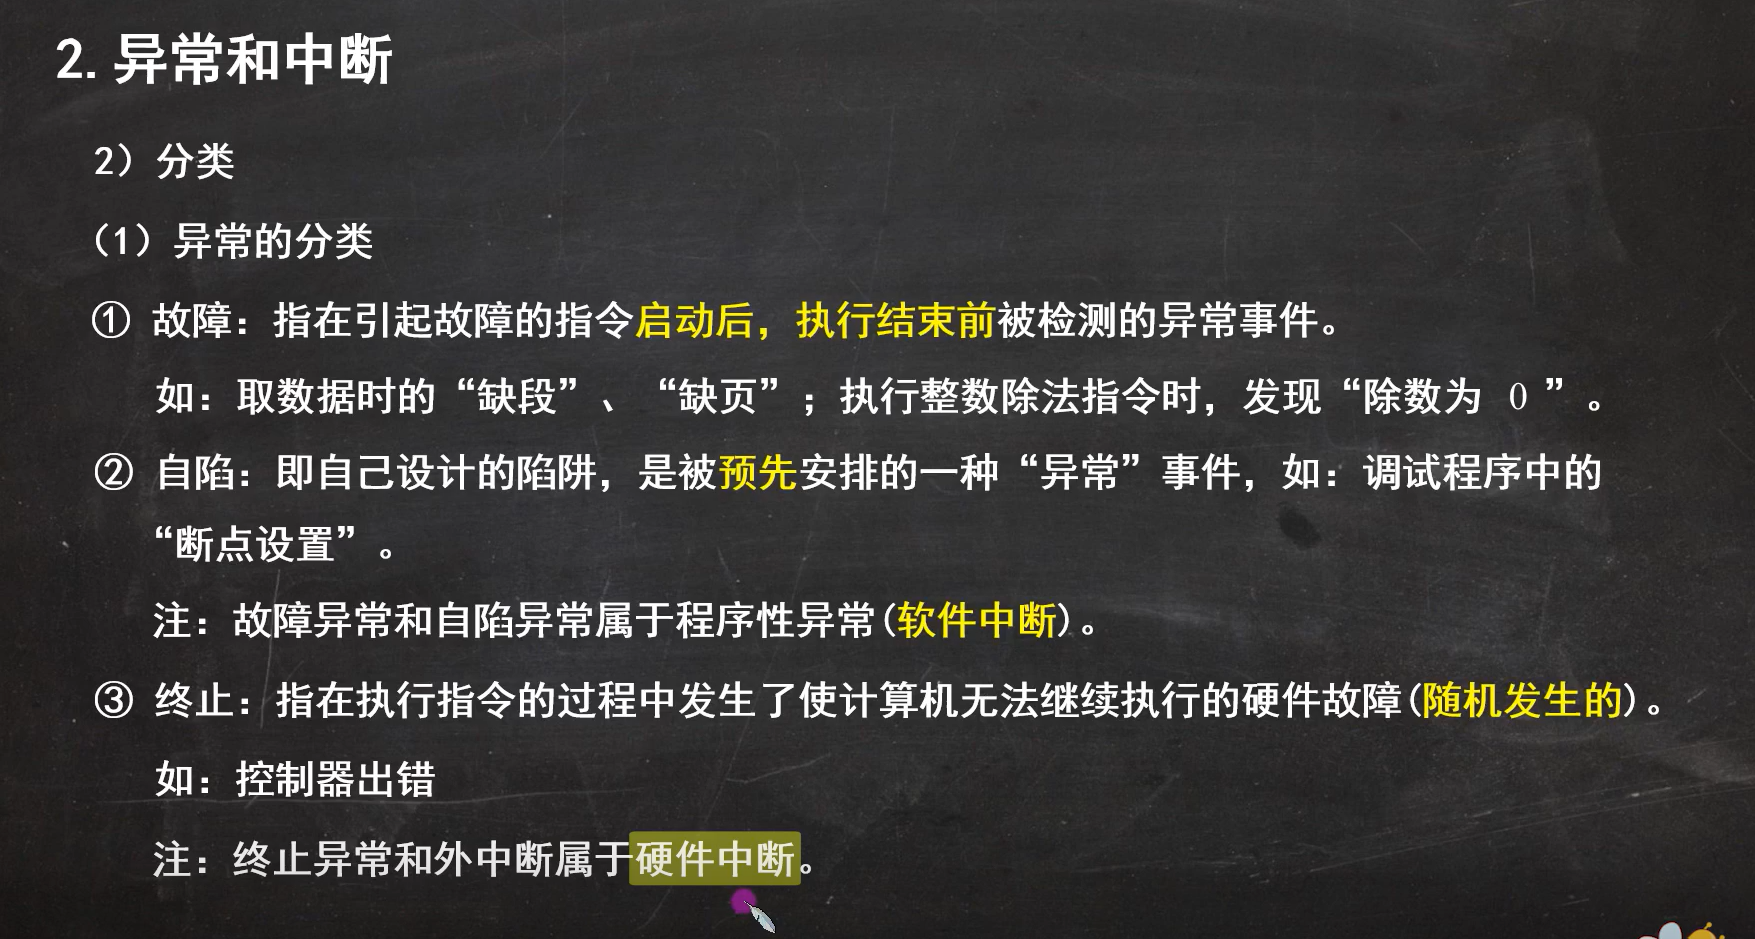 2.异常和中断
2）分类
（1）异常的分类
① 故障：指在引起故障的指令启动后，执行结束前被检测的异常事件。
如：取数据时的“缺段”、“缺页”；执行整数除法指令时，发现“除数为 0 ”。
② 自陷：即自己设计的陷阱，是被预先安排的一种“异常”事件，如：调试程序中的
“断点设置”。
注：故障异常和自陷异常属于程序性异常(软件中断)。
③ 终止：指在执行指令的过程中发生了使计算机无法继续执行的硬件故障(随机发生的)。
如：控制器出错
注：终止异常和外中断属于硬件中断。